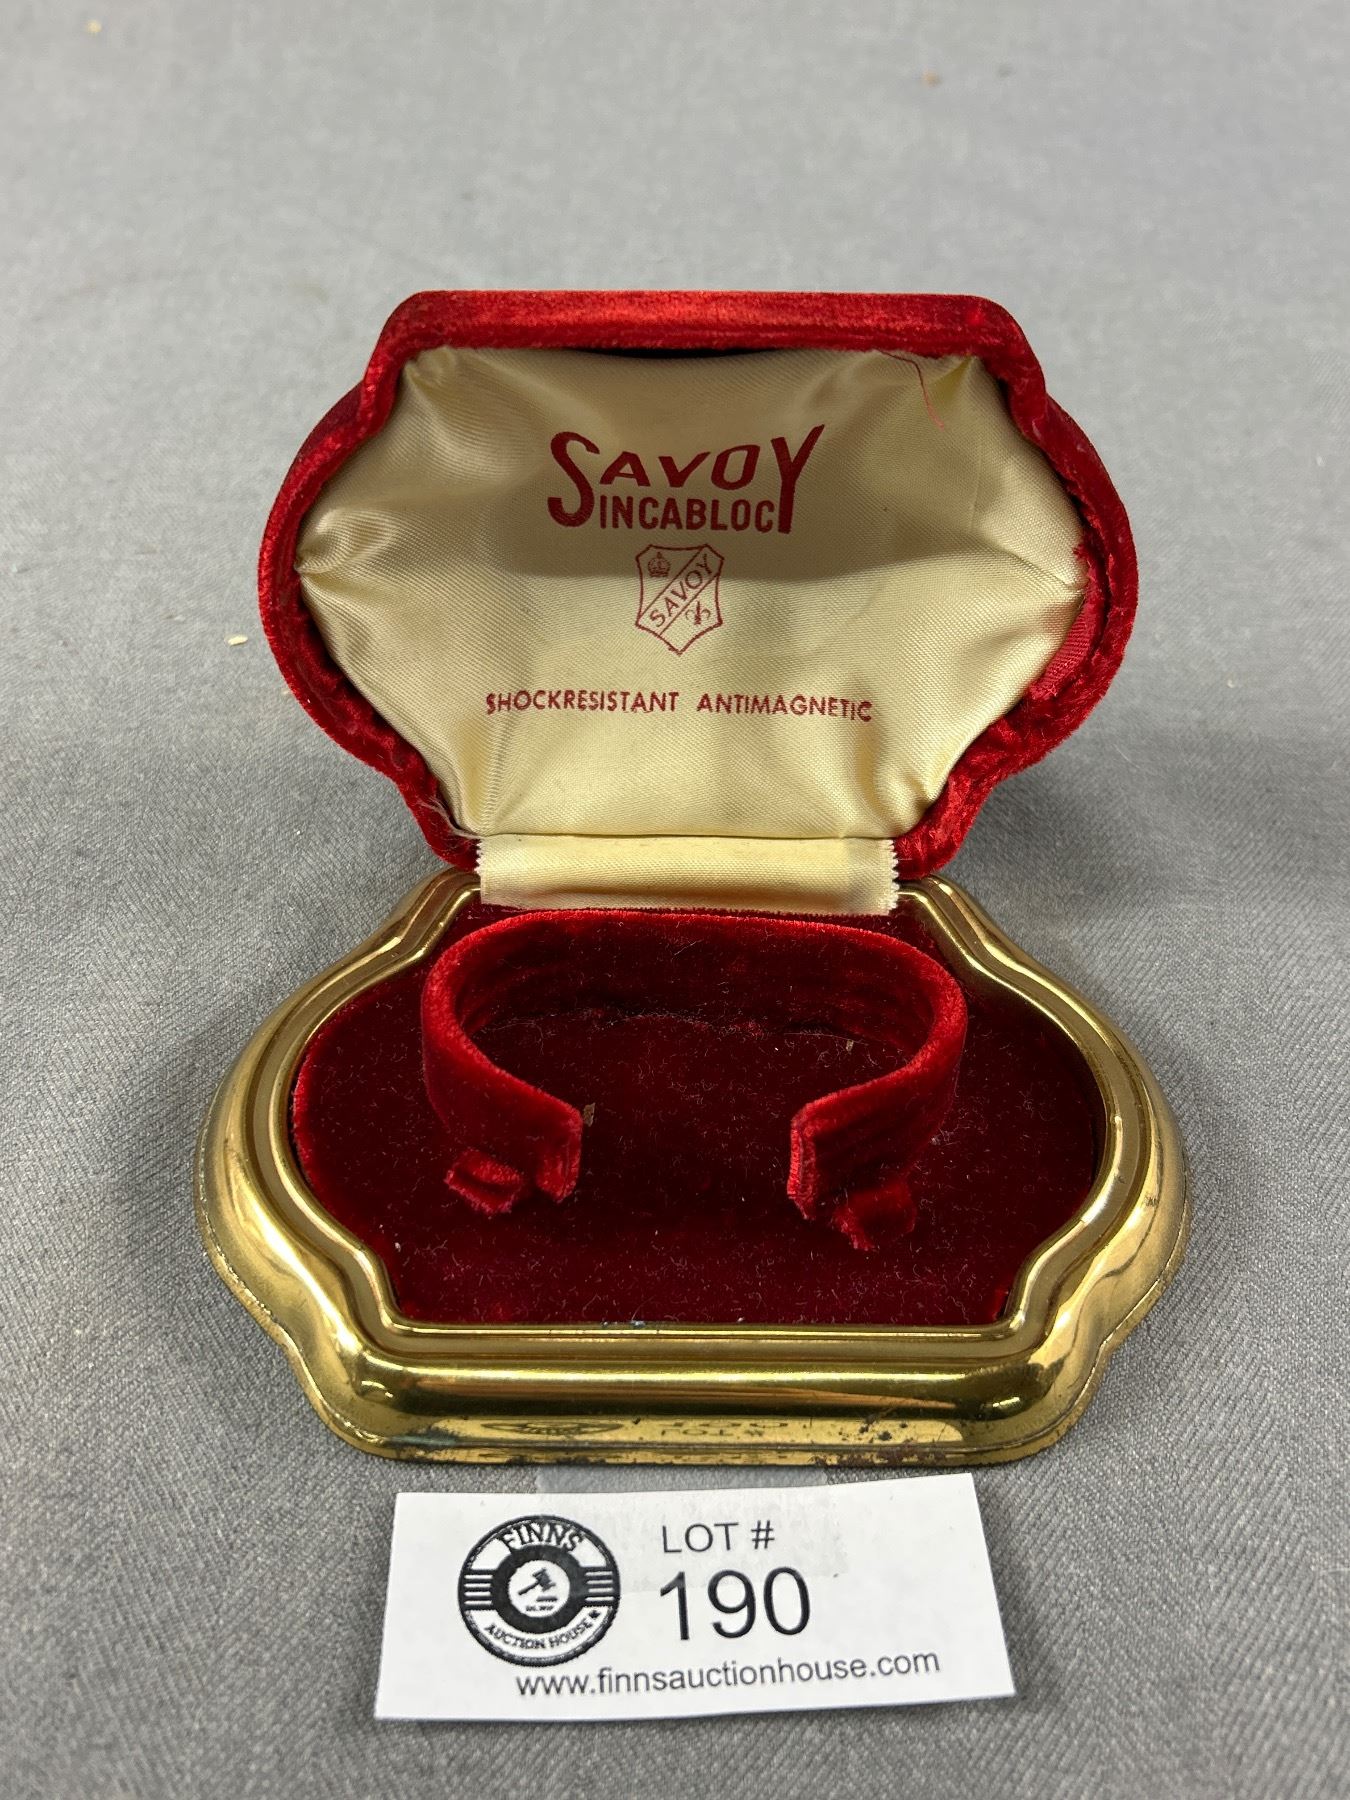 SAVOY
INCABLOC
SAVOY
SHOCKRESISTANT ANTIMAGNETIC
FINNS
AUCTION HOUSE
LOT #
190
www.finnsauctionhouse.com